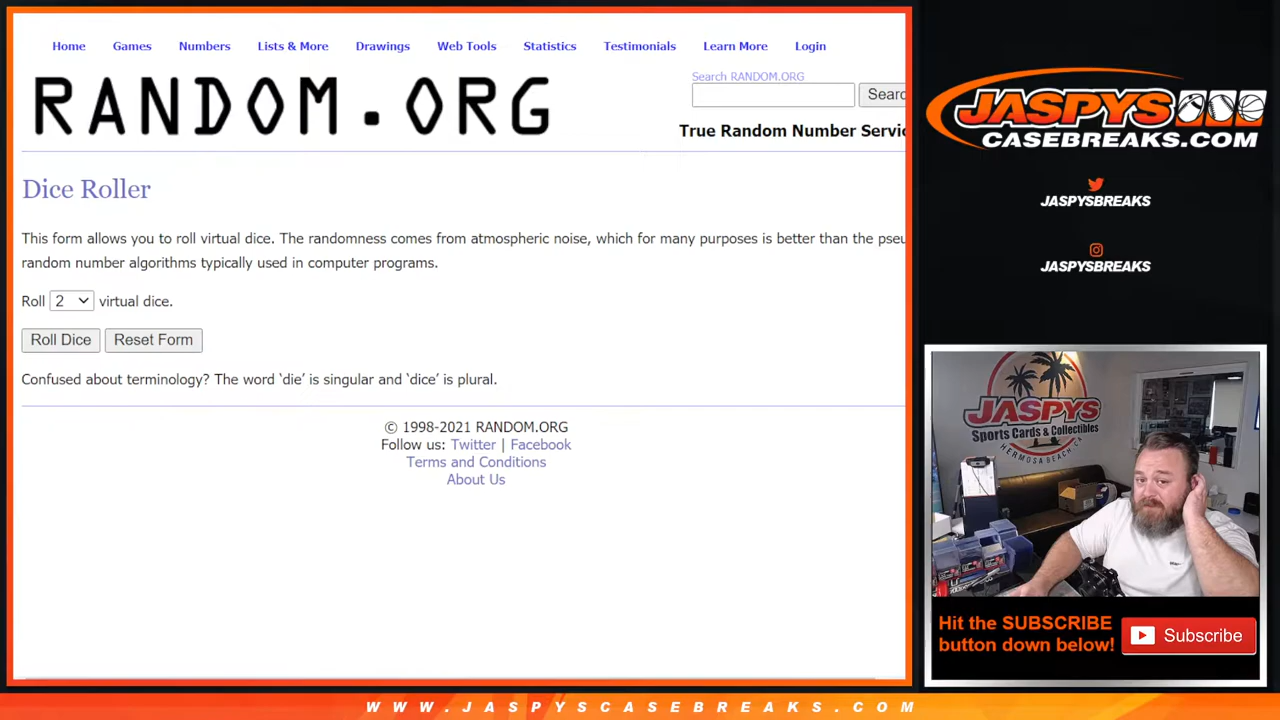 Home Games Numbers Lists & More Drawings Web Tools Statistics Testimonials Learn More Login
RANDOM.ORG
Search RANDOM.ORG
Searc
True Random Number Servic
Dice Roller
This form allows you to roll virtual dice. The randomness comes from atmospheric noise, which for many purposes is better than the pseu
random number algorithms typically used in computer programs.
Roll 2 virtual dice.
Roll Dice Reset Form
Confused about terminology? The word ‘die’ is singular and ‘dice’ is plural.
© 1998-2021 RANDOM.ORG
Follow us: Twitter | Facebook
Terms and Conditions
About Us
JASPYS
CASEBREAKS.COM
JASPYSBREAKS
JASPYSBREAKS
JASPYS
Sports Cards & Collectibles
HERMOSA BEACH, CA
Hit the SUBSCRIBE
button down below!
Subscribe
WWW.JASPYSCASEBREAKS.COM